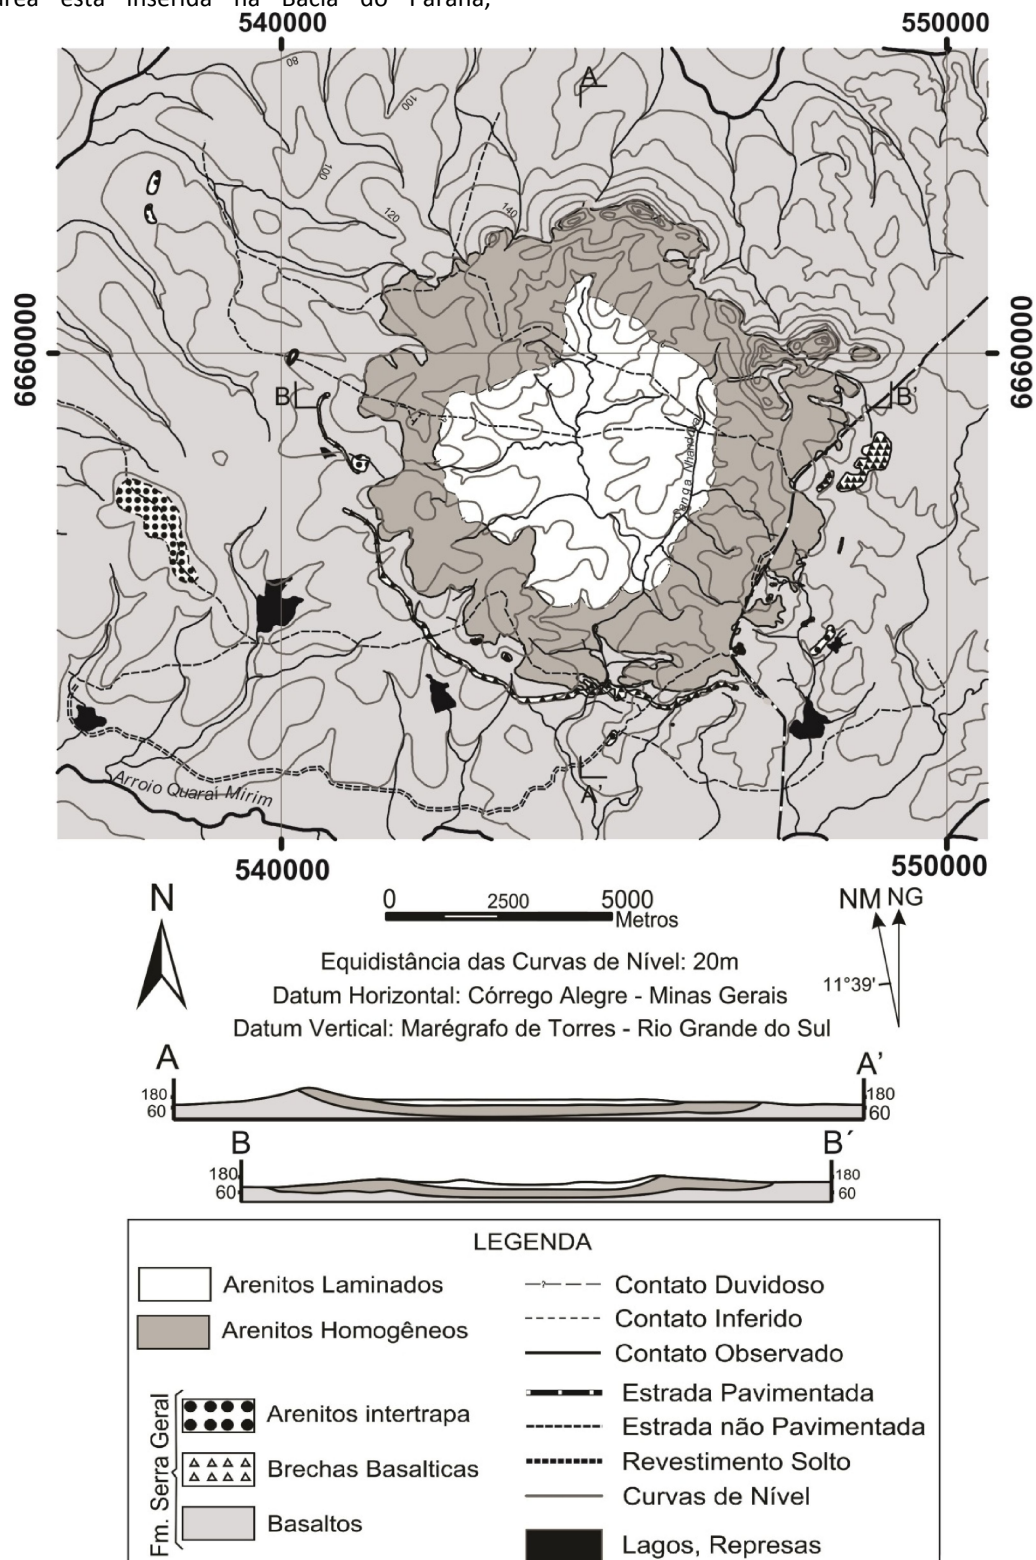 área está inserida na Bacia do Paraná,
540000
550000
80
A
100
100
120
140
6660000
6660000
B
B'
Sanga Nhanduvaí
A'
Arroio Quaraí Mirim
540000
550000
N
0 2500 5000
Metros
NM NG
11°39'
Equidistância das Curvas de Nível: 20m
Datum Horizontal: Córrego Alegre - Minas Gerais
Datum Vertical: Marégrafo de Torres - Rio Grande do Sul
A
A'
180
60
180
60
B
B´
180
60
180
60
LEGENDA
Arenitos Laminados
Arenitos Homogêneos
Fm. Serra Geral
Arenitos intertrapa
Brechas Basalticas
Basaltos
Contato Duvidoso
Contato Inferido
Contato Observado
Estrada Pavimentada
Estrada não Pavimentada
Revestimento Solto
Curvas de Nível
Lagos, Represas